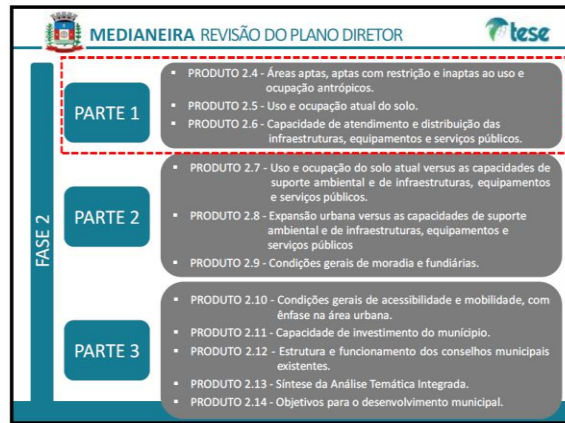 MEDIANEIRA REVISÃO DO PLANO DIRETOR
tese
FASE 2
PARTE 1
▪ PRODUTO 2.4 - Áreas aptas, aptas com restrição e inaptas ao uso e
ocupação antrópicos.
▪ PRODUTO 2.5 - Uso e ocupação atual do solo.
▪ PRODUTO 2.6 - Capacidade de atendimento e distribuição das
infraestruturas, equipamentos e serviços públicos.
PARTE 2
▪ PRODUTO 2.7 - Uso e ocupação do solo atual versus as capacidades de
suporte ambiental e de infraestruturas, equipamentos
e serviços públicos.
▪ PRODUTO 2.8 - Expansão urbana versus as capacidades de suporte
ambiental e de infraestruturas, equipamentos e
serviços públicos
▪ PRODUTO 2.9 - Condições gerais de moradia e fundiárias.
PARTE 3
▪ PRODUTO 2.10 - Condições gerais de acessibilidade e mobilidade, com
ênfase na área urbana.
▪ PRODUTO 2.11 - Capacidade de investimento do município.
▪ PRODUTO 2.12 - Estrutura e funcionamento dos conselhos municipais
existentes.
▪ PRODUTO 2.13 - Síntese da Análise Temática Integrada.
▪ PRODUTO 2.14 - Objetivos para o desenvolvimento municipal.